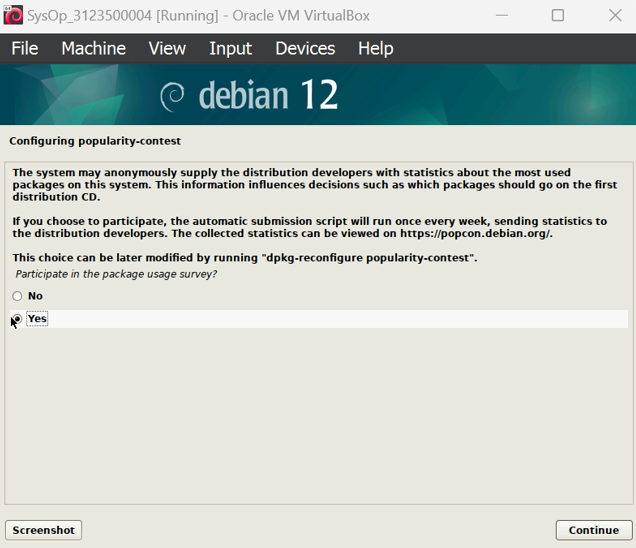 SysOp_3123500004 [Running] - Oracle VM VirtualBox
File Machine View Input Devices Help
debian 12
Configuring popularity-contest
The system may anonymously supply the distribution developers with statistics about the most used
packages on this system. This information influences decisions such as which packages should go on the first
distribution CD.
If you choose to participate, the automatic submission script will run once every week, sending statistics to
the distribution developers. The collected statistics can be viewed on https://popcon.debian.org/.
This choice can be later modified by running "dpkg-reconfigure popularity-contest".
Participate in the package usage survey?
No
Yes
Screenshot
Continue